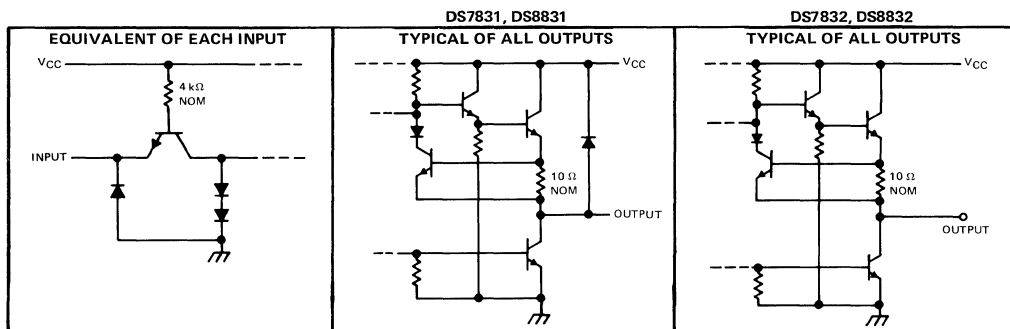 DS7831, DS8831
DS7832, DS8832
EQUIVALENT OF EACH INPUT
TYPICAL OF ALL OUTPUTS
TYPICAL OF ALL OUTPUTS
VCC
4 kΩ
NOM
INPUT
VCC
10 Ω
NOM
OUTPUT
VCC
10 Ω
NOM
OUTPUT